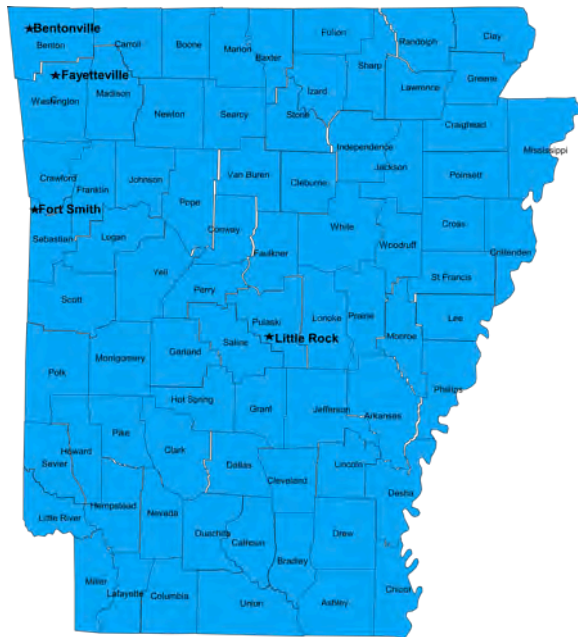 Bentonville
Benton
Carroll
Boone
Marion
Baxter
Fulton
Randolph
Clay
Fayetteville
Sharp
Greene
Washington
Madison
Izard
Lawrence
Newton
Searcy
Stone
Craighead
Independence
Mississippi
Crawford
Franklin
Johnson
Van Buren
Cleburne
Jackson
Poinsett
Pope
Fort Smith
Sebastian
Logan
Conway
Faulkner
White
Woodruff
Cross
Crittenden
Yell
St Francis
Scott
Perry
Pulaski
Lonoke
Prairie
Lee
Little Rock
Monroe
Polk
Montgomery
Garland
Saline
Phillips
Hot Spring
Grant
Jefferson
Arkansas
Pike
Howard
Clark
Sevier
Dallas
Lincoln
Cleveland
Desha
Little River
Hempstead
Nevada
Ouachita
Calhoun
Drew
Bradley
Miller
Lafayette
Columbia
Union
Ashley
Chicot